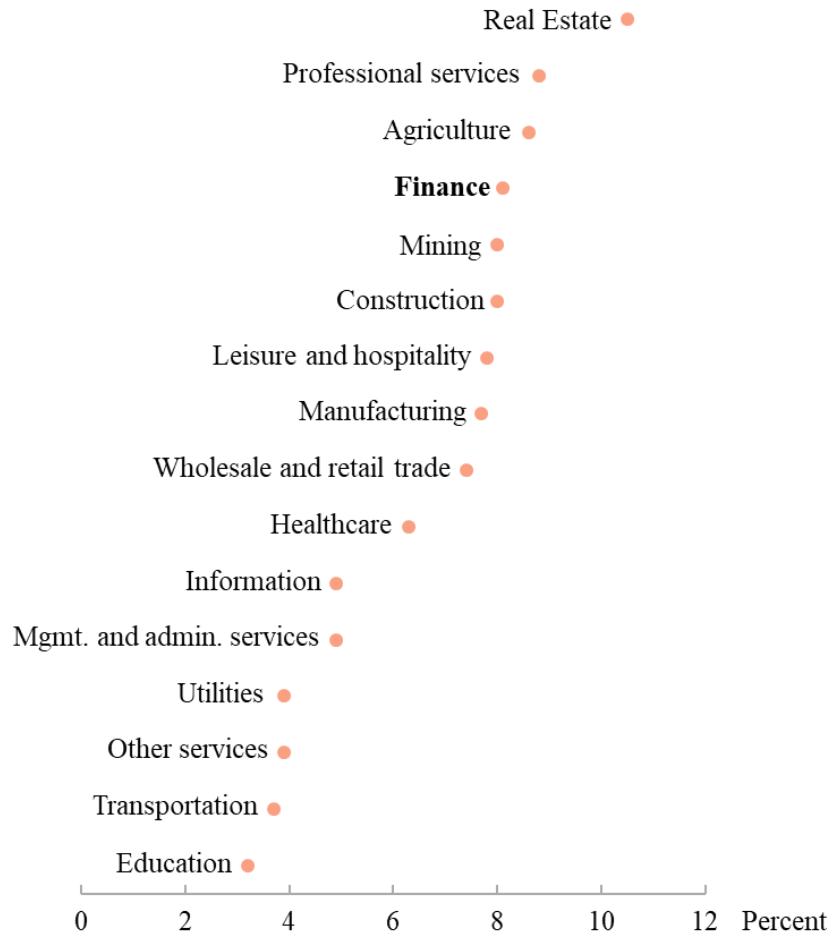 Real Estate
Professional services
Agriculture
Finance
Mining
Construction
Leisure and hospitality
Manufacturing
Wholesale and retail trade
Healthcare
Information
Mgmt. and admin. services
Utilities
Other services
Transportation
Education
0 2 4 6 8 10 12 Percent